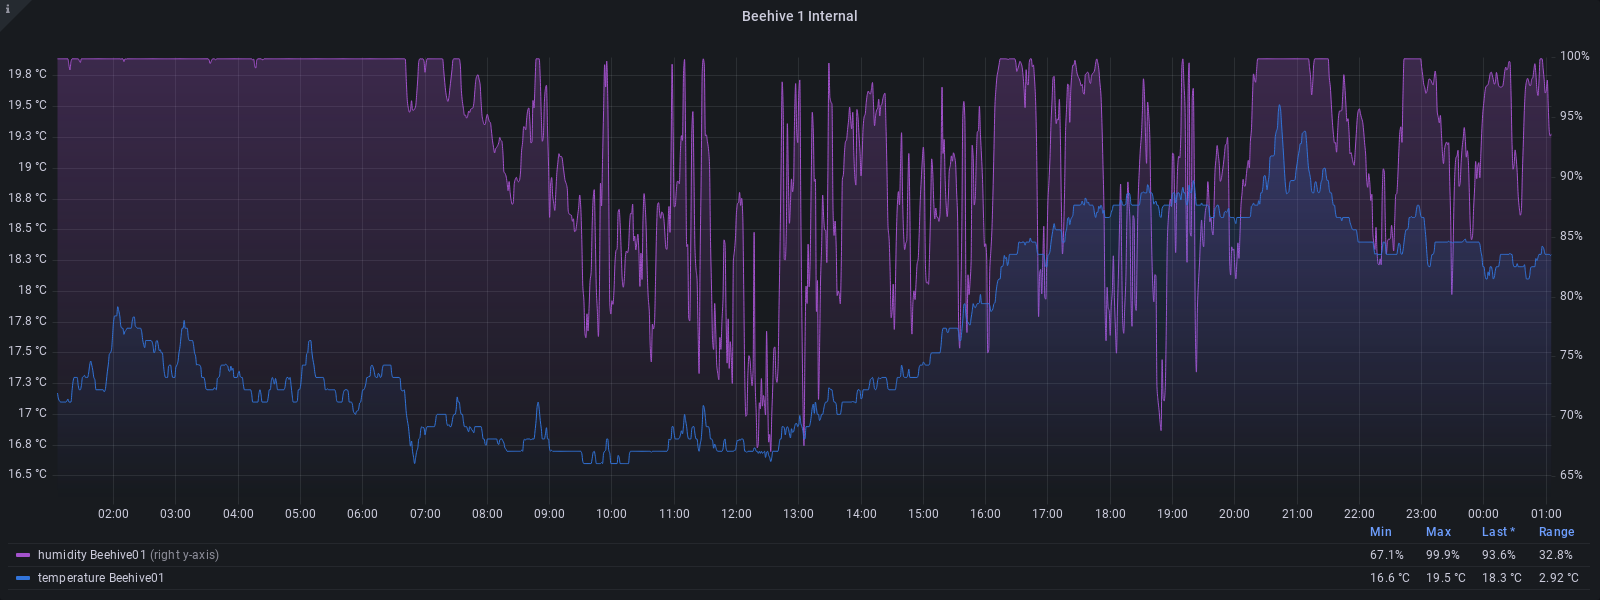 i
Beehive 1 Internal
19.8 °C
19.5 °C
19.3 °C
19 °C
18.8 °C
18.5 °C
18.3 °C
18 °C
17.8 °C
17.5 °C
17.3 °C
17 °C
16.8 °C
16.5 °C
100%
95%
90%
85%
80%
75%
70%
65%
02:00 03:00 04:00 05:00 06:00 07:00 08:00 09:00 10:00 11:00 12:00 13:00 14:00 15:00 16:00 17:00 18:00 19:00 20:00 21:00 22:00 23:00 00:00 01:00
Min Max Last * Range
humidity Beehive01 (right y-axis) 67.1% 99.9% 93.6% 32.8%
temperature Beehive01 16.6 °C 19.5 °C 18.3 °C 2.92 °C